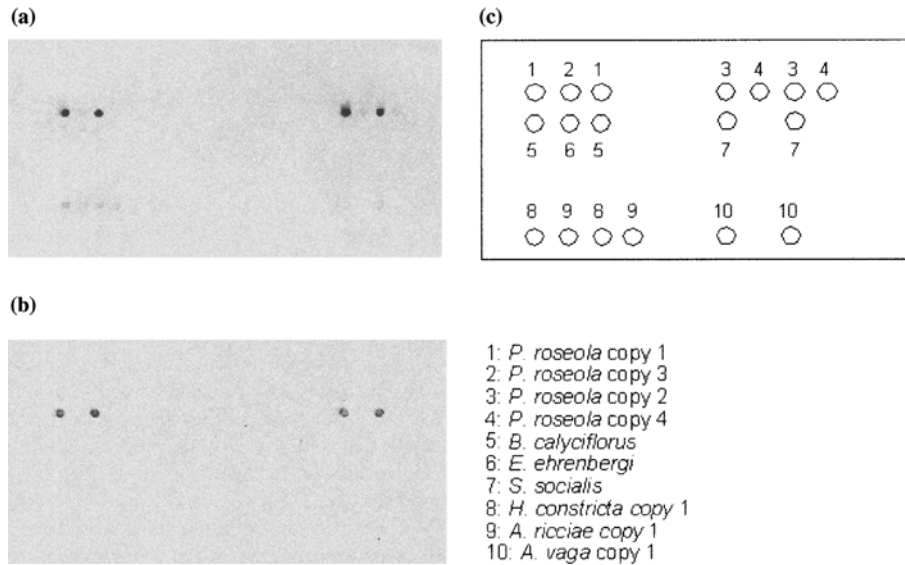 (a)
(c)
1 2 1 3 4 3 4
5 6 5 7 7
8 9 8 9 10 10
(b)
1: P. roseola copy 1
2: P. roseola copy 3
3: P. roseola copy 2
4: P. roseola copy 4
5: B. calyciflorus
6: E. ehrenbergi
7: S. socialis
8: H. constricta copy 1
9: A. ricciae copy 1
10: A. vaga copy 1